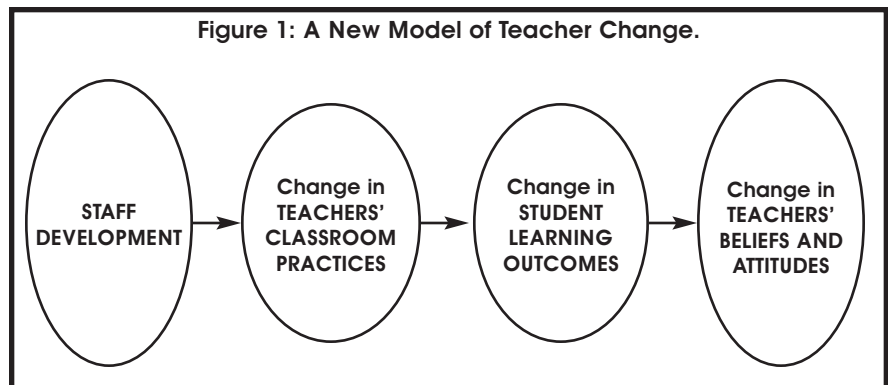 Figure 1: A New Model of Teacher Change.
STAFF
DEVELOPMENT
Change in
TEACHERS’
CLASSROOM
PRACTICES
Change in
STUDENT
LEARNING
OUTCOMES
Change in
TEACHERS’
BELIEFS AND
ATTITUDES